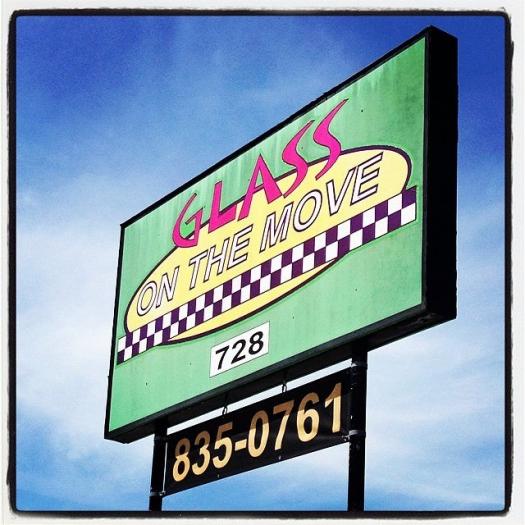 GLASS
ON THE MOVE
728
835-0761